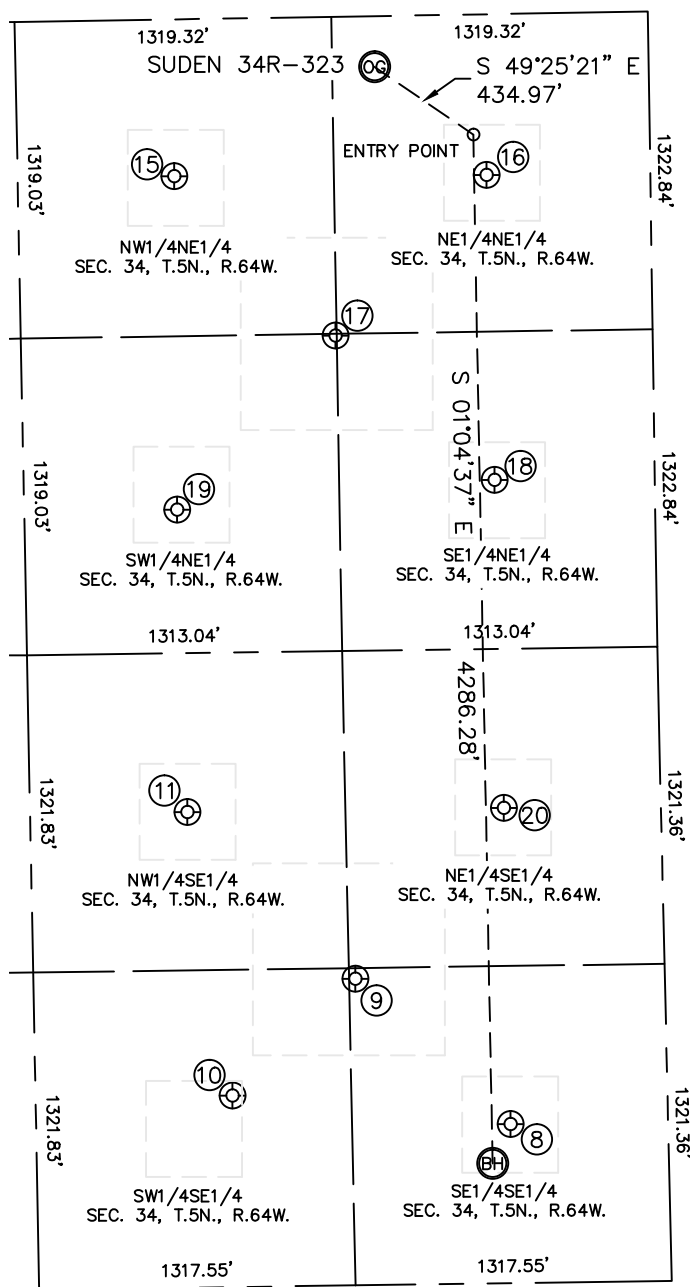 1319.32'
1319.32'
SUDEN 34R-323
OG
S 49°25'21" E
434.97'
ENTRY POINT
1319.03'
15
16
1322.84'
NW1/4NE1/4
SEC. 34, T.5N., R.64W.
NE1/4NE1/4
SEC. 34, T.5N., R.64W.
17
S 01°04'37" E
1319.03'
19
18
1322.84'
SW1/4NE1/4
SEC. 34, T.5N., R.64W.
SE1/4NE1/4
SEC. 34, T.5N., R.64W.
1313.04'
1313.04'
4286.28'
1321.83'
11
20
1321.36'
NW1/4SE1/4
SEC. 34, T.5N., R.64W.
NE1/4SE1/4
SEC. 34, T.5N., R.64W.
9
1321.83'
10
8
1321.36'
BH
SW1/4SE1/4
SEC. 34, T.5N., R.64W.
SE1/4SE1/4
SEC. 34, T.5N., R.64W.
1317.55'
1317.55'